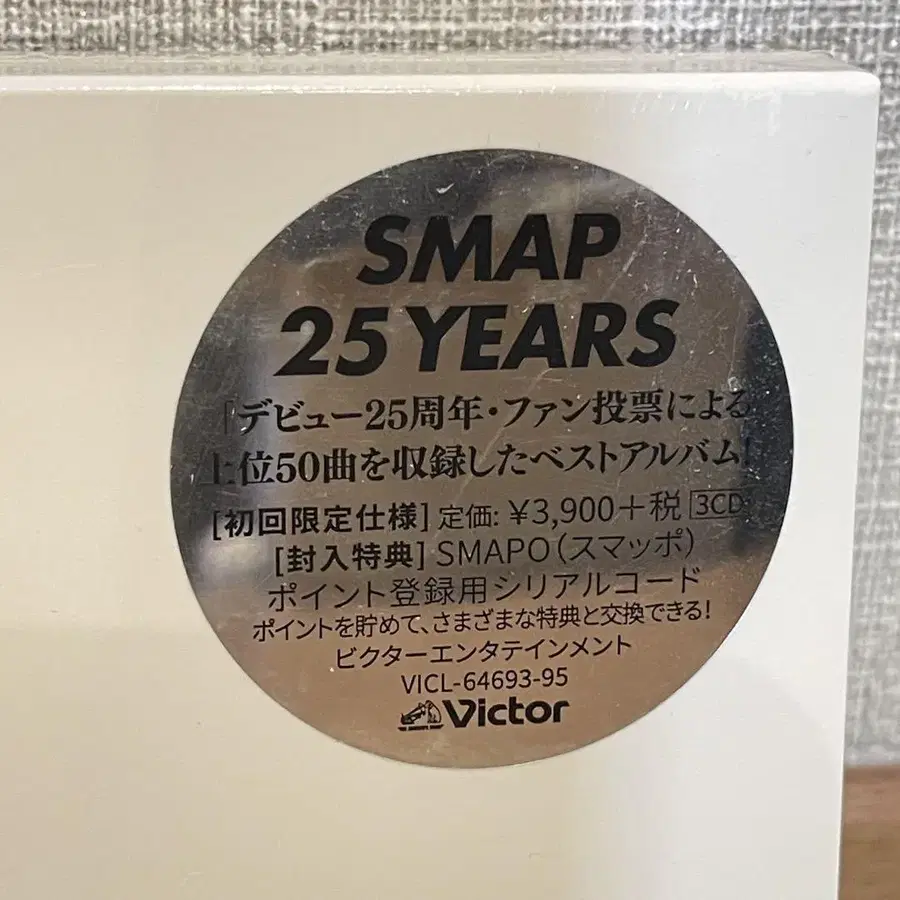 SMAP
25 YEARS
「デビュー25周年・ファン投票による
上位50曲を収録したベストアルバム!
[初回限定仕様] 定価: ¥3,900+税 3CD
[封入特典] SMAPO(スマッポ)
ポイント登録用シリアルコード
ポイントを貯めて、さまざまな特典と交換できる!
ビクターエンタテインメント
VICL-64693-95
Victor